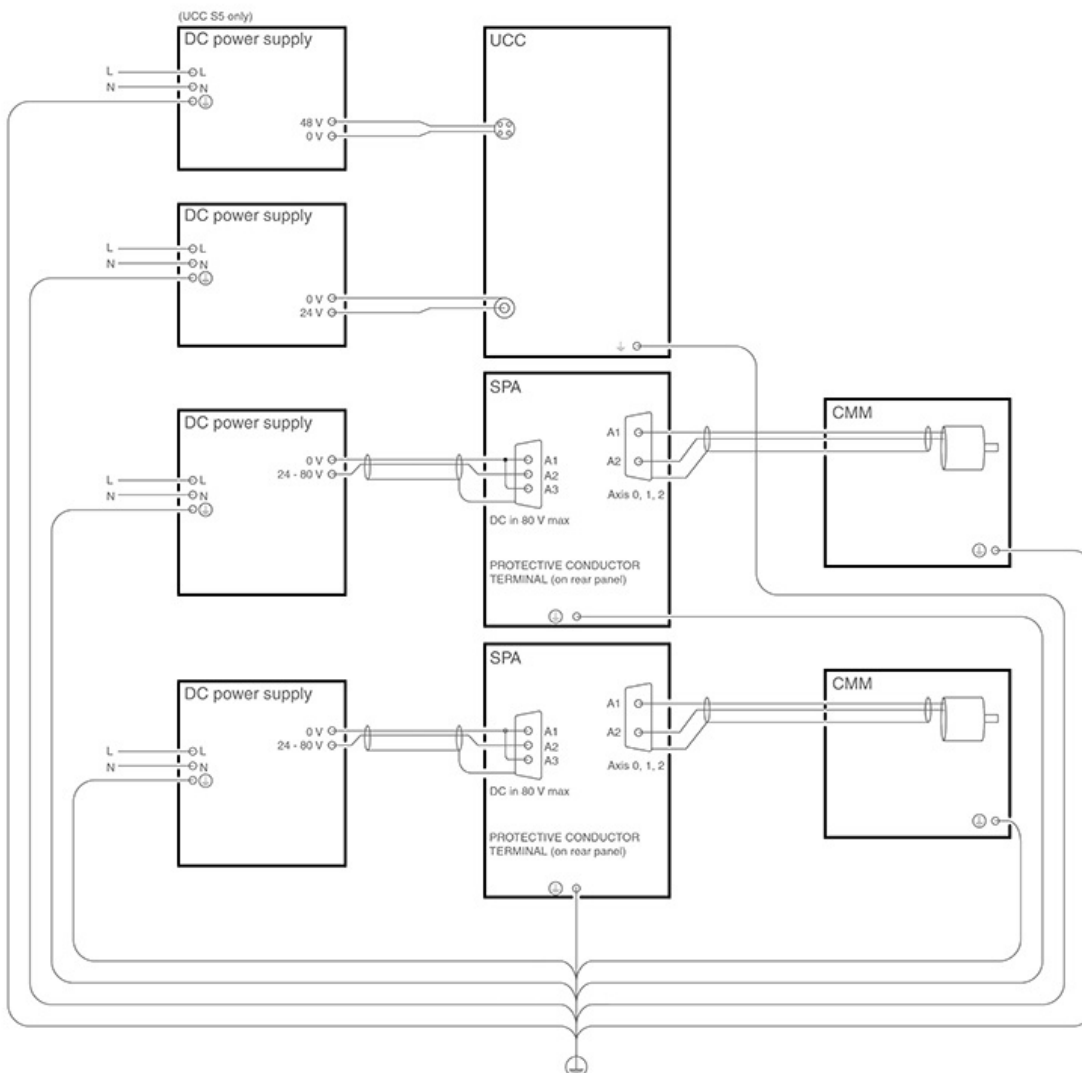 (UCC S5 only)
DC power supply
L
L
N
N
48 V
0 V
UCC
DC power supply
L
L
N
N
0 V
24 V
DC power supply
0 V
24 - 80 V
L
L
N
N
SPA
A1
A2
A3
DC in 80 V max
A1
A2
Axis 0, 1, 2
PROTECTIVE CONDUCTOR
TERMINAL (on rear panel)
CMM
DC power supply
0 V
24 - 80 V
L
L
N
N
SPA
A1
A2
A3
DC in 80 V max
A1
A2
Axis 0, 1, 2
PROTECTIVE CONDUCTOR
TERMINAL (on rear panel)
CMM